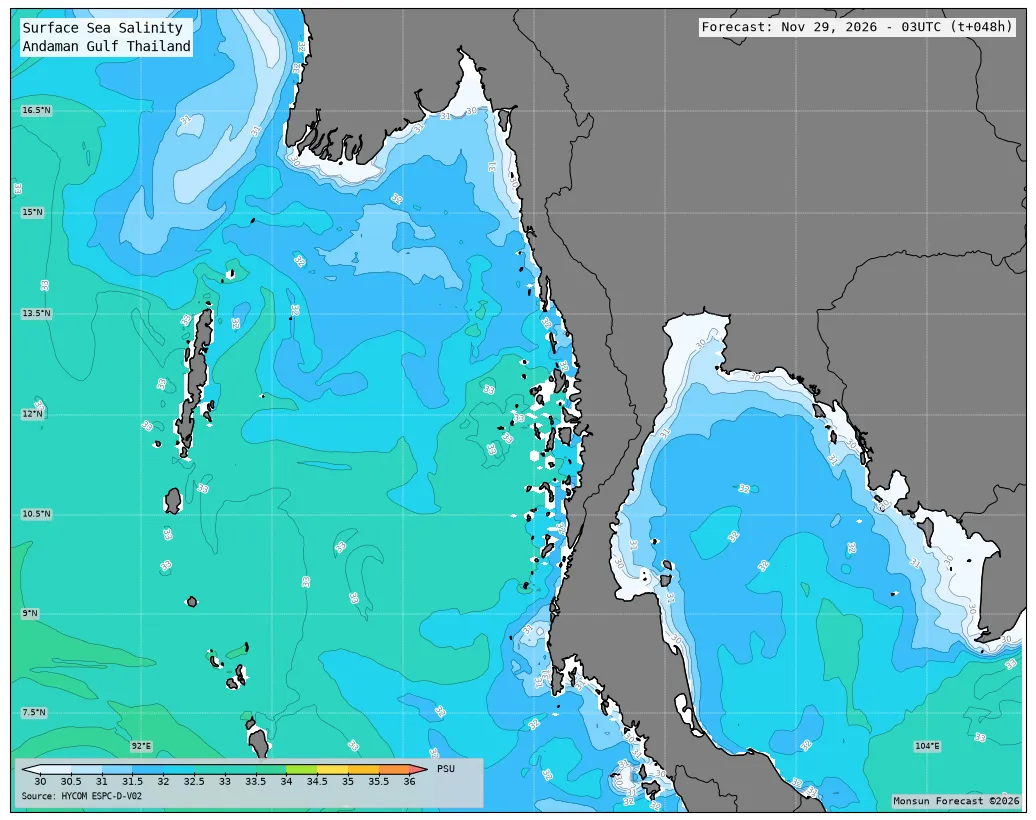 Surface Sea Salinity
Andaman Gulf Thailand
Forecast: Nov 29, 2026 - 03UTC (t+048h)
16.5°N
15°N
13.5°N
12°N
10.5°N
9°N
7.5°N
92°E
104°E
30 30.5 31 31.5 32 32.5 33 33.5 34 34.5 35 35.5 36 PSU
Source: HYCOM ESPC-D-V02
Monsun Forecast ©2026